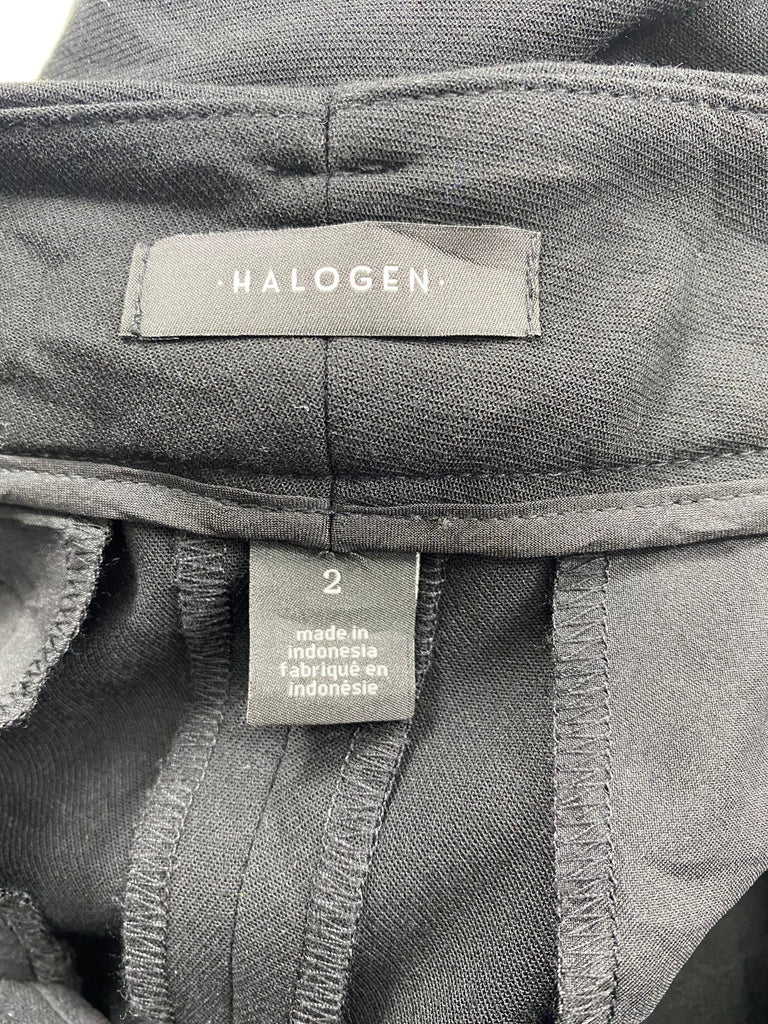 ·HALOGEN·
2
made in
indonesia
fabriqué en
indonésie